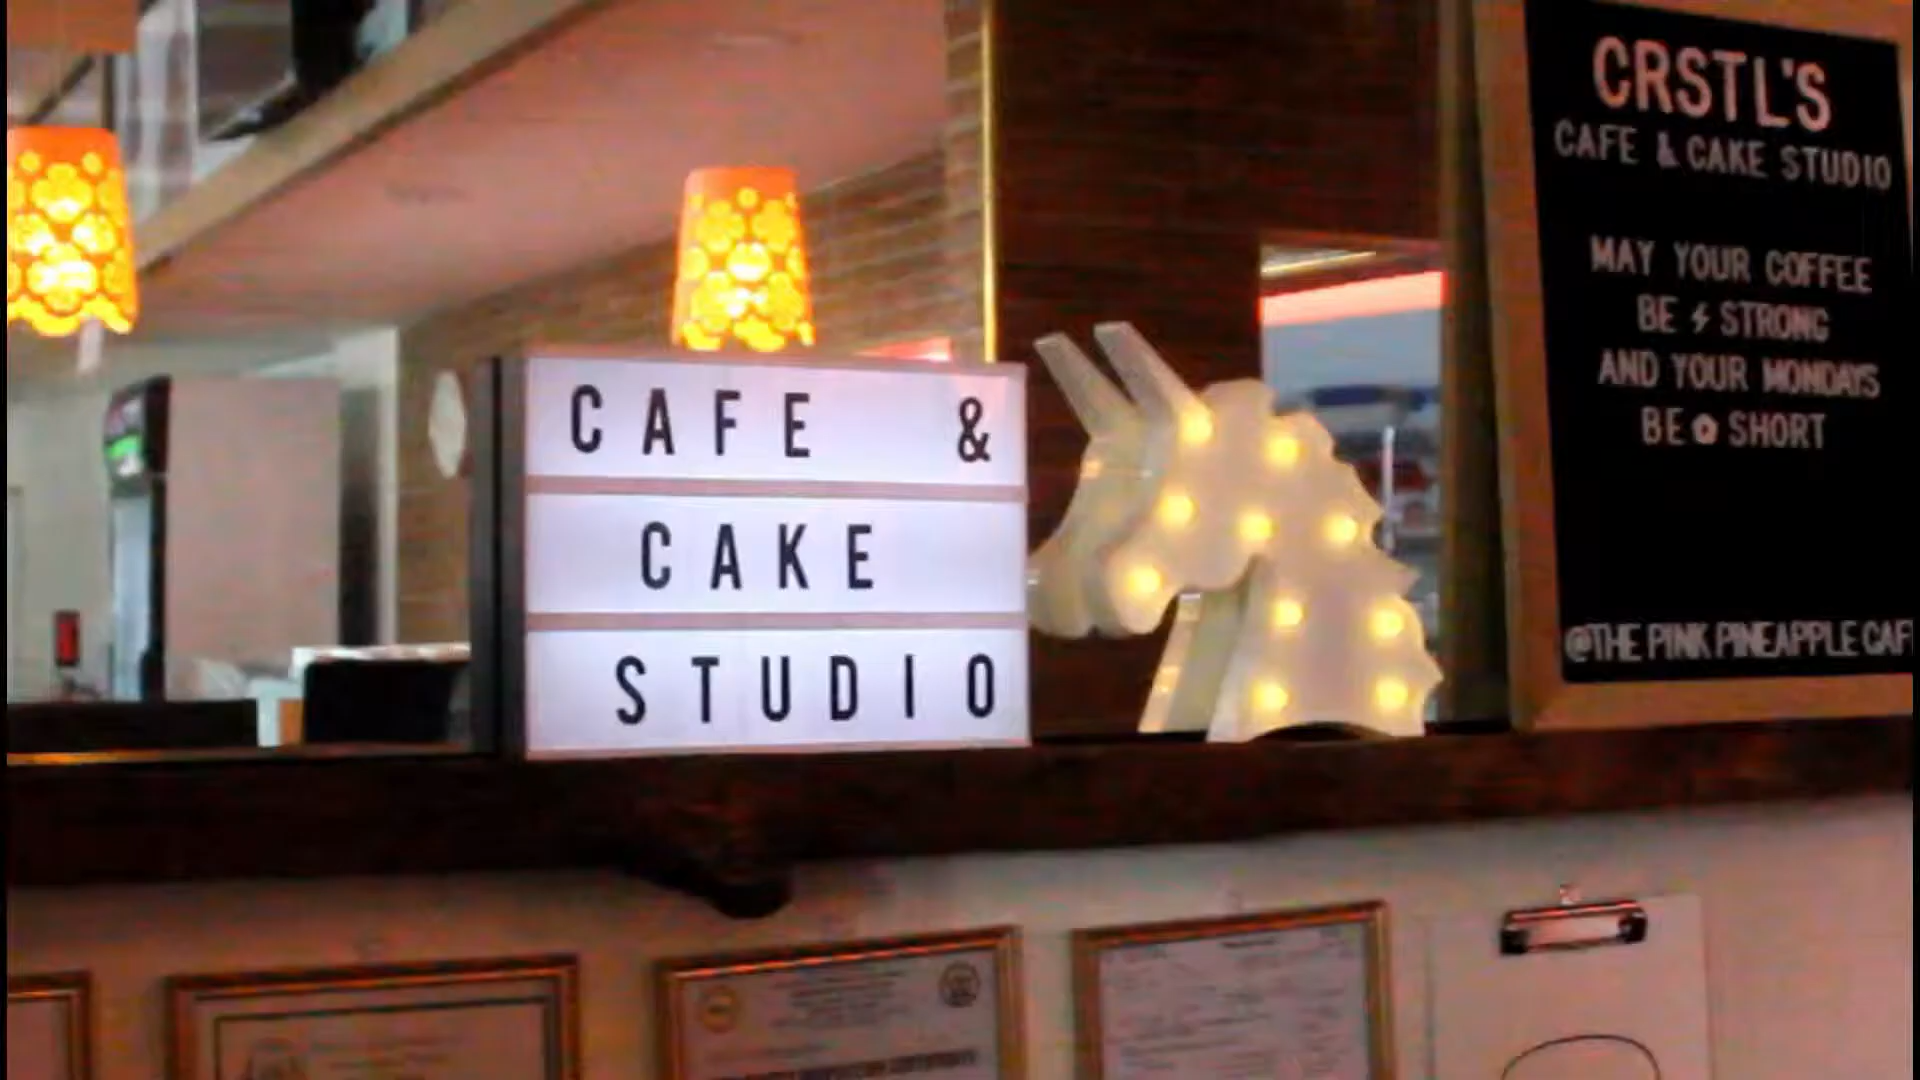 CAFE &
CAKE
STUDIO
CRSTL'S
CAFE & CAKE STUDIO
MAY YOUR COFFEE
BE STRONG
AND YOUR MONDAYS
BE SHORT
@THE PINK PINEAPPLE CAF